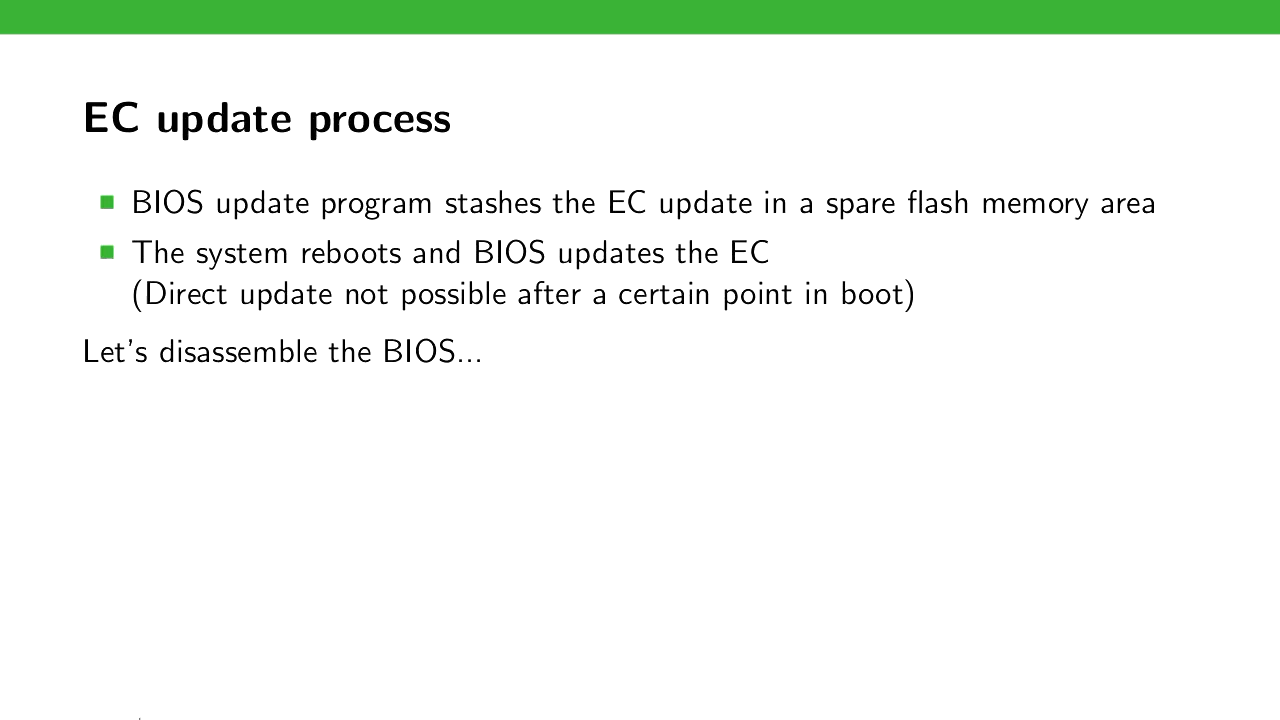 EC update process
BIOS update program stashes the EC update in a spare flash memory area
The system reboots and BIOS updates the EC
(Direct update not possible after a certain point in boot)
Let's disassemble the BIOS...